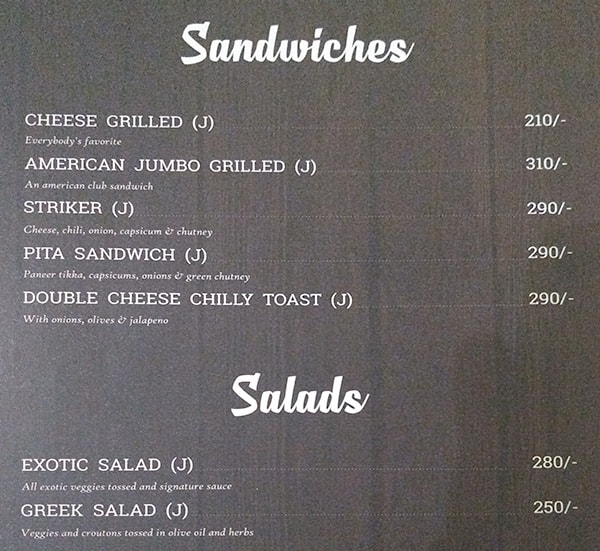 Sandwiches
CHEESE GRILLED (J) 210/-
Everybody's favorite
AMERICAN JUMBO GRILLED (J) 310/-
An american club sandwich
STRIKER (J) 290/-
Cheese, chili, onion, capsicum & chutney
PITA SANDWICH (J) 290/-
Paneer tikka, capsicums, onions & green chutney
DOUBLE CHEESE CHILLY TOAST (J) 290/-
With onions, olives & jalapeno
Salads
EXOTIC SALAD (J) 280/-
All exotic veggies tossed and signature sauce
GREEK SALAD (J) 250/-
Veggies and croutons tossed in olive oil and herbs